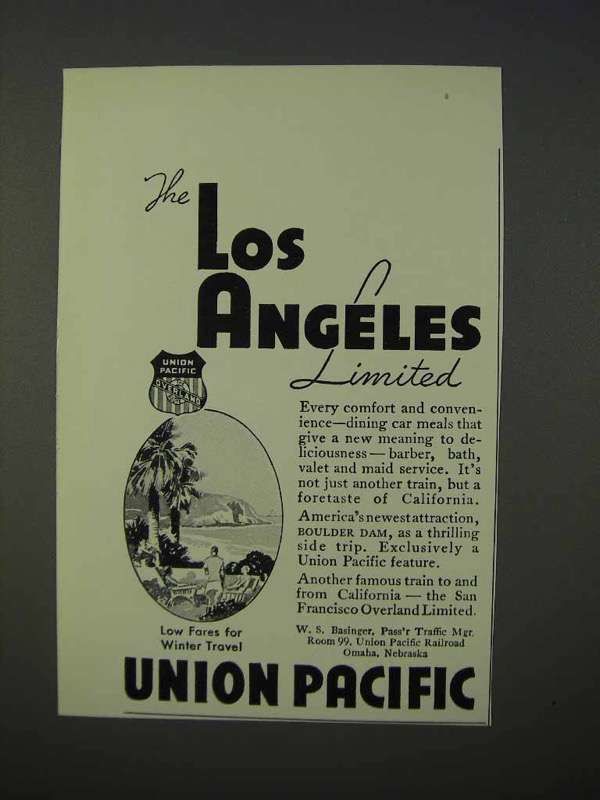 The
Los
Angeles
Limited
UNION
PACIFIC
OVERLAND
Every comfort and conven-
ience—dining car meals that
give a new meaning to de-
liciousness—barber, bath,
valet and maid service. It's
not just another train, but a
foretaste of California.
America's newest attraction,
BOULDER DAM, as a thrilling
side trip. Exclusively a
Union Pacific feature.
Another famous train to and
from California—the San
Francisco Overland Limited.
W. S. Basinger, Pass'r Traffic Mgr.
Room 99, Union Pacific Railroad
Omaha, Nebraska
Low Fares for
Winter Travel
UNION PACIFIC